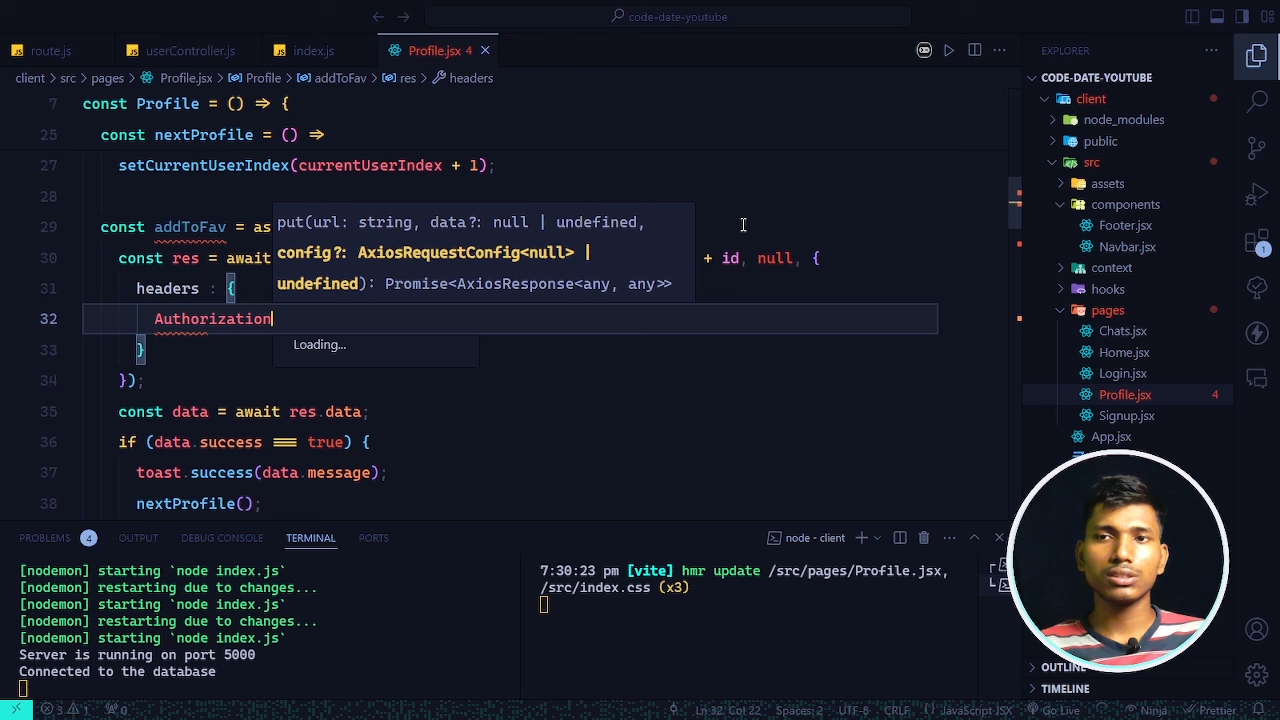 code-date-youtube
route.js
userController.js
index.js
Profile.jsx 4
EXPLORER
client > src > pages > Profile.jsx > Profile > addToFav > res > headers
7 const Profile = () => {
25 const nextProfile = () =>
27 setCurrentUserIndex(currentUserIndex + 1);
28
29 const addToFav = as
30 const res = await + id, null, {
31 headers : {
32 Authorization
33 }
34 });
35 const data = await res.data;
36 if (data.success === true) {
37 toast.success(data.message);
38 nextProfile();
put(url: string, data?: null | undefined,
config?: AxiosRequestConfig<null> |
undefined): Promise<AxiosResponse<any, any>>
Loading...
CODE-DATE-YOUTUBE
client
node_modules
public
src
assets
components
Footer.jsx
Navbar.jsx
context
hooks
pages
Chats.jsx
Home.jsx
Login.jsx
Profile.jsx 4
Signup.jsx
App.jsx
OUTLINE
TIMELINE
1
PROBLEMS 4
OUTPUT
DEBUG CONSOLE
TERMINAL
PORTS
node - client
[nodemon] starting `node index.js`
[nodemon] restarting due to changes...
[nodemon] starting `node index.js`
[nodemon] restarting due to changes...
[nodemon] starting `node index.js`
Server is running on port 5000
Connected to the database
7:30:23 pm [vite] hmr update /src/pages/Profile.jsx,
/src/index.css (x3)
3 1 0
Ln 32, Col 22
Spaces: 2
UTF-8
CRLF
{} JavaScript JSX
Go Live
Ninja
Prettier